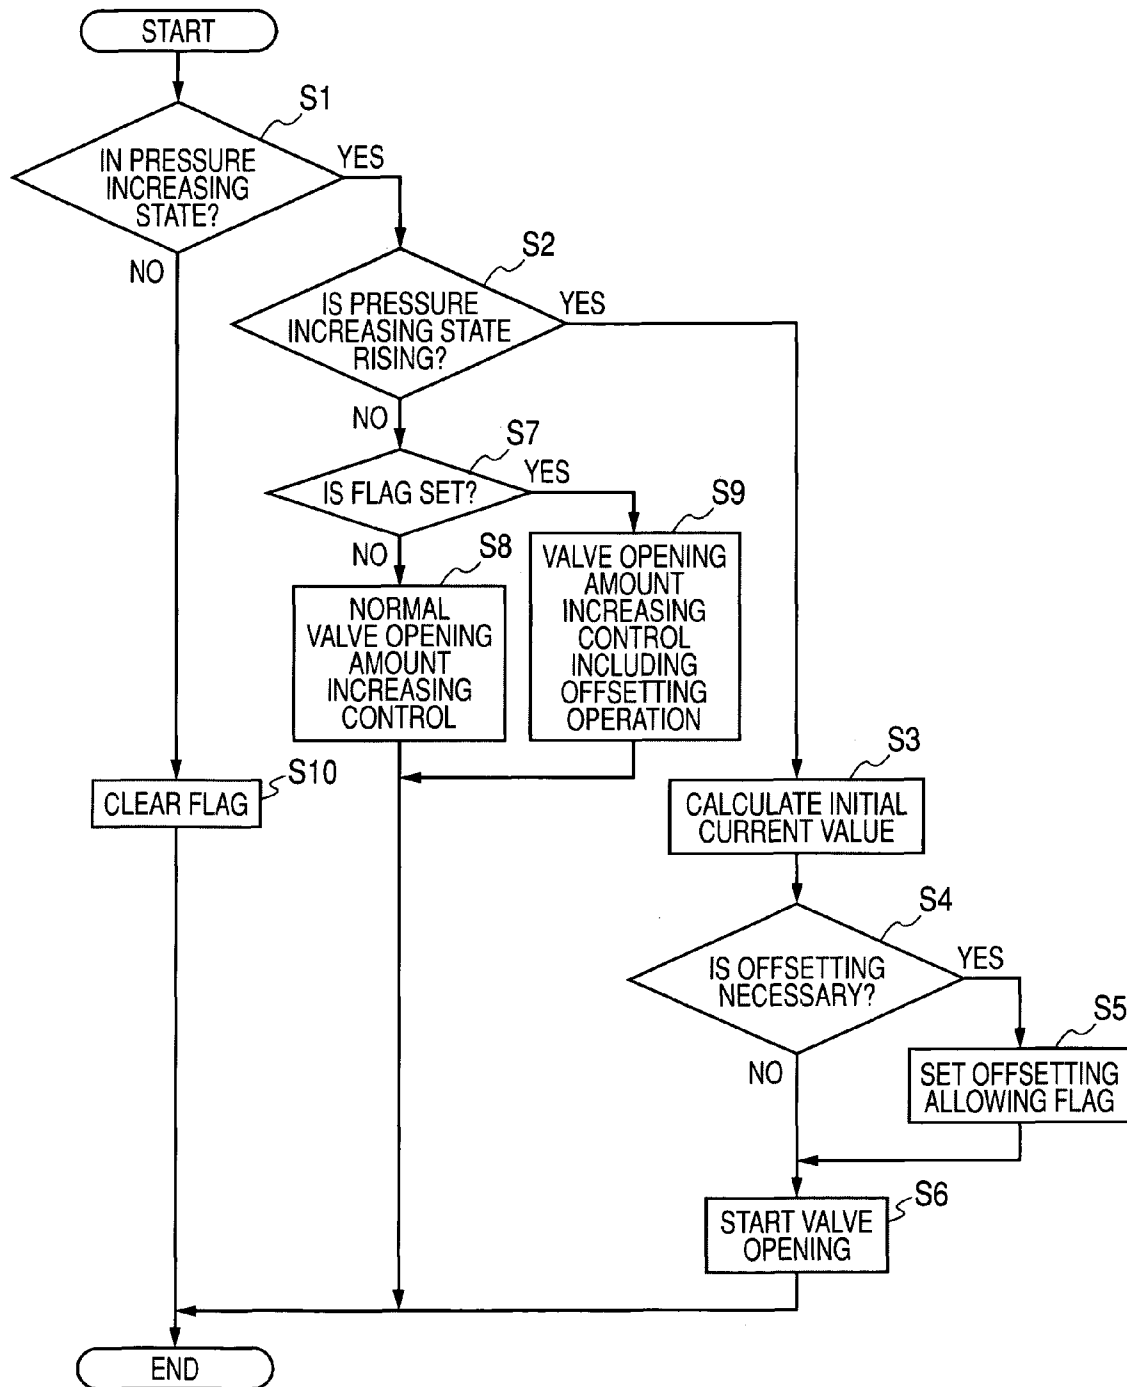 START
S1
IN PRESSURE
INCREASING
STATE?
YES
NO
S2
IS PRESSURE
INCREASING STATE
RISING?
YES
NO
S7
IS FLAG SET?
YES
NO
S8
NORMAL
VALVE OPENING
AMOUNT
INCREASING
CONTROL
S9
VALVE OPENING
AMOUNT
INCREASING
CONTROL
INCLUDING
OFFSETTING
OPERATION
S10
CLEAR FLAG
S3
CALCULATE INITIAL
CURRENT VALUE
S4
IS OFFSETTING
NECESSARY?
YES
NO
S5
SET OFFSETTING
ALLOWING FLAG
S6
START VALVE
OPENING
END